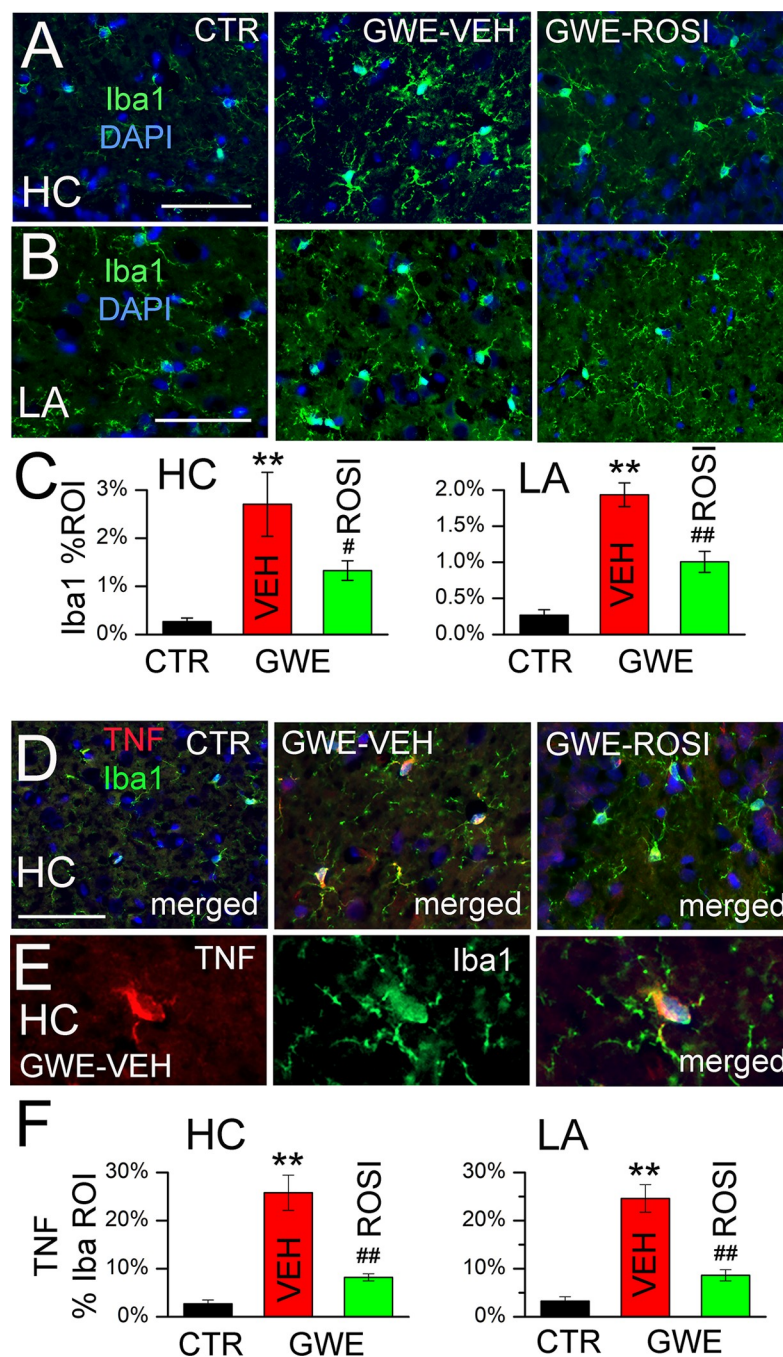 A
CTR
GWE-VEH
GWE-ROSI
Iba1
DAPI
HC
B
Iba1
DAPI
LA
C
HC
LA
Iba1 %ROI
3%
2%
1%
0%
**
VEH
#
ROSI
CTR
GWE
2.0%
1.5%
1.0%
0.5%
0.0%
**
VEH
##
ROSI
CTR
GWE
D
TNF
CTR
GWE-VEH
GWE-ROSI
Iba1
HC
merged
merged
merged
E
TNF
Iba1
HC
GWE-VEH
merged
F
HC
LA
TNF
% Iba ROI
30%
20%
10%
0%
**
VEH
##
ROSI
CTR
GWE
30%
20%
10%
0%
**
VEH
##
ROSI
CTR
GWE